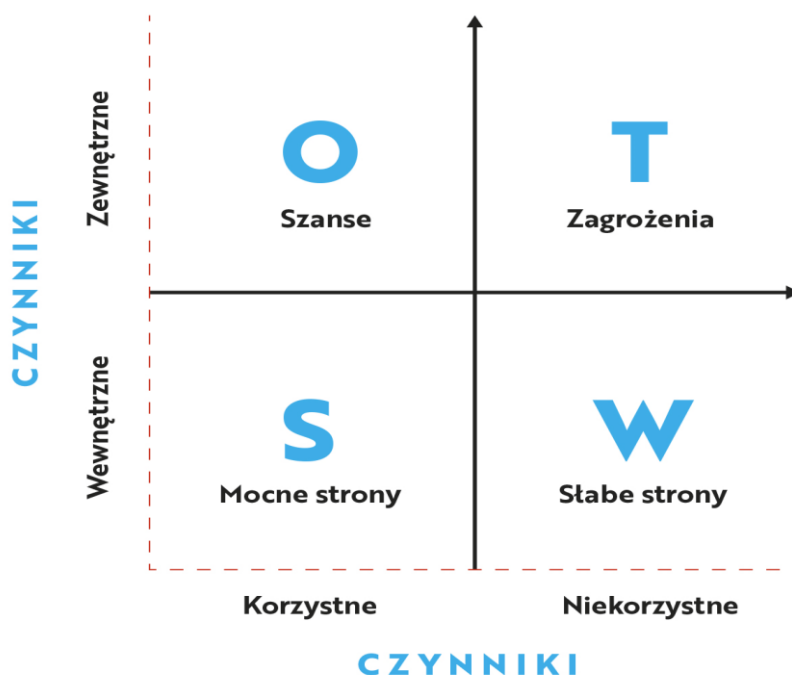 CZYNNIKI
Zewnętrzne
O
Szanse
T
Zagrożenia
Wewnętrzne
S
Mocne strony
W
Słabe strony
Korzystne
Niekorzystne
CZYNNIKI